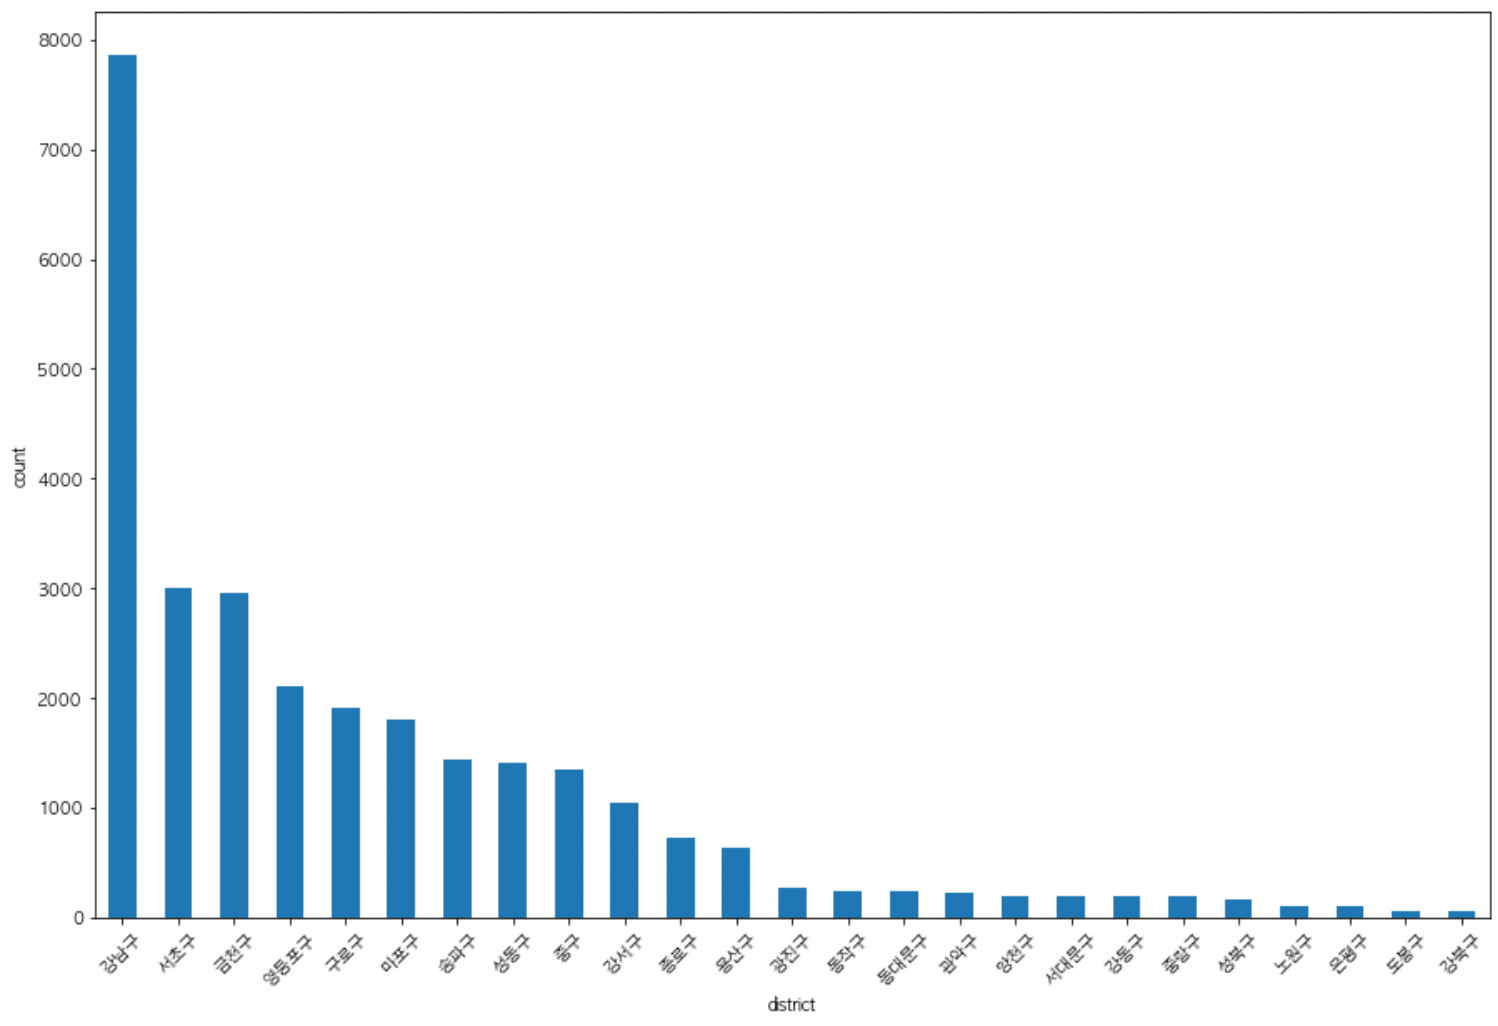 8000
7000
6000
5000
4000
3000
2000
1000
0
count
강남구
서초구
금천구
영등포구
구로구
마포구
송파구
성동구
중구
강서구
종로구
용산구
광진구
동작구
동대문구
관악구
양천구
서대문구
강동구
중랑구
성북구
노원구
은평구
도봉구
강북구
district